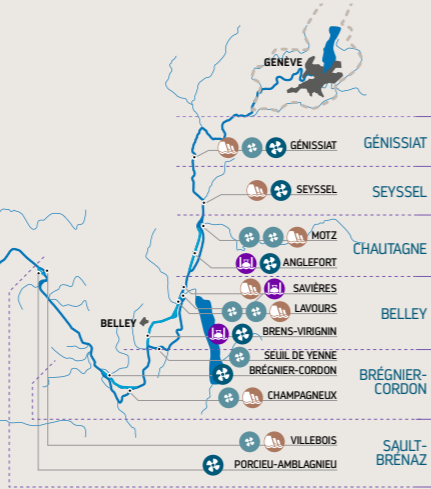 GENÈVE
GÉNISSIAT
GÉNISSIAT
SEYSSEL
SEYSSEL
MOTZ
CHAUTAGNE
ANGLEFORT
SAVIÈRES
LAVOURS
BELLEY
BELLEY
BRENS-VIRIGNIN
SEUIL DE YENNE
BRÉGNIER-CORDON
BRÉGNIER-
CORDON
CHAMPAGNEUX
VILLEBOIS
SAULT-
BRÉNAZ
PORCIEU-AMBLAGNIEU